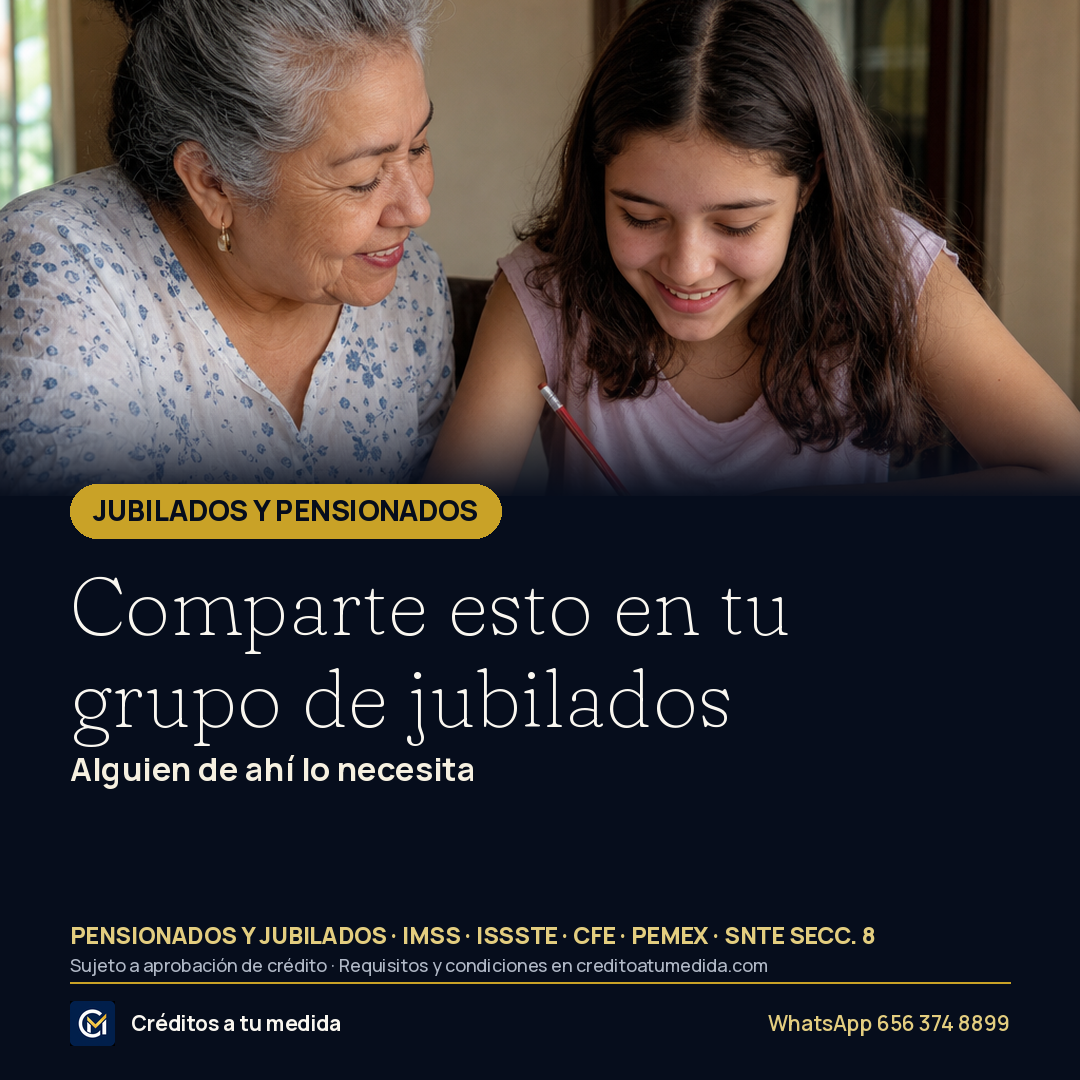 JUBILADOS Y PENSIONADOS
Comparte esto en tu
grupo de jubilados
Alguien de ahí lo necesita
PENSIONADOS Y JUBILADOS · IMSS · ISSSTE · CFE · PEMEX · SNTE SECC. 8
Sujeto a aprobación de crédito · Requisitos y condiciones en creditoatumedida.com
Créditos a tu medida
WhatsApp 656 374 8899